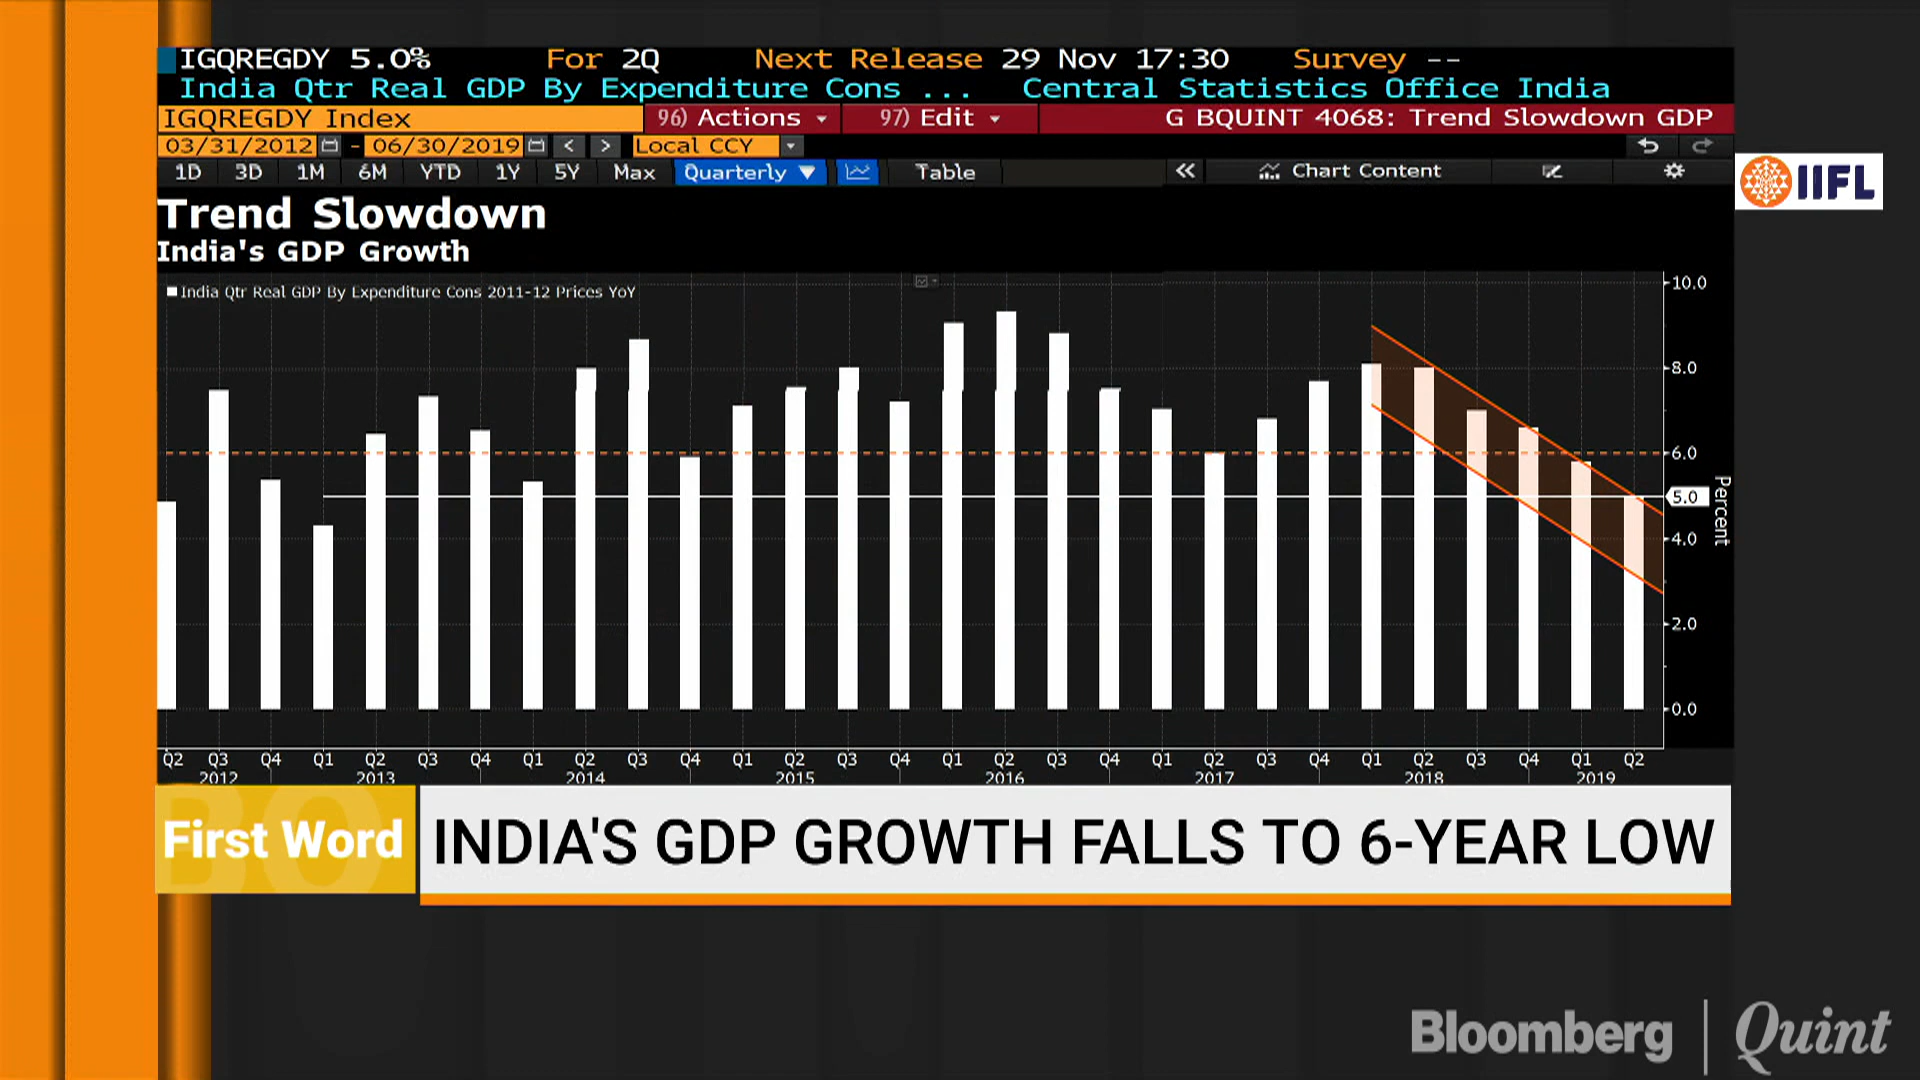 IGQREGDY 5.0% For 2Q Next Release 29 Nov 17:30 Survey --
India Qtr Real GDP By Expenditure Cons ... Central Statistics Office India
IGQREGDY Index 96) Actions 97) Edit G BQUINT 4068: Trend Slowdown GDP
03/31/2012 - 06/30/2019 < > Local CCY
1D 3D 1M 6M YTD 1Y 5Y Max Quarterly Table « Chart Content
IIFL
Trend Slowdown
India's GDP Growth
India Qtr Real GDP By Expenditure Cons 2011-12 Prices YoY
10.0
8.0
6.0
5.0
4.0
2.0
0.0
Percent
Q2 Q3 Q4 Q1 Q2 Q3 Q4 Q1 Q2 Q3 Q4 Q1 Q2 Q3 Q4 Q1 Q2 Q3 Q4 Q1 Q2 Q3 Q4 Q1 Q2 Q3 Q4 Q1 Q2
2012 2013 2014 2015 2016 2017 2018 2019
First Word
INDIA'S GDP GROWTH FALLS TO 6-YEAR LOW
Bloomberg | Quint